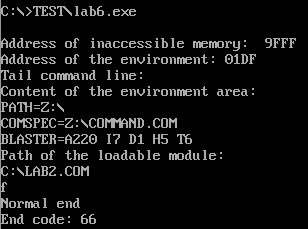 C:\>TEST\lab6.exe
Address of inaccessible memory:  9FFF
Address of the environment: 01DF
Tail command line:
Content of the environment area:
PATH=Z:\
COMSPEC=Z:\COMMAND.COM
BLASTER=A220 I7 D1 H5 T6
Path of the loadable module:
C:\LAB2.COM
f
Normal end
End code: 66